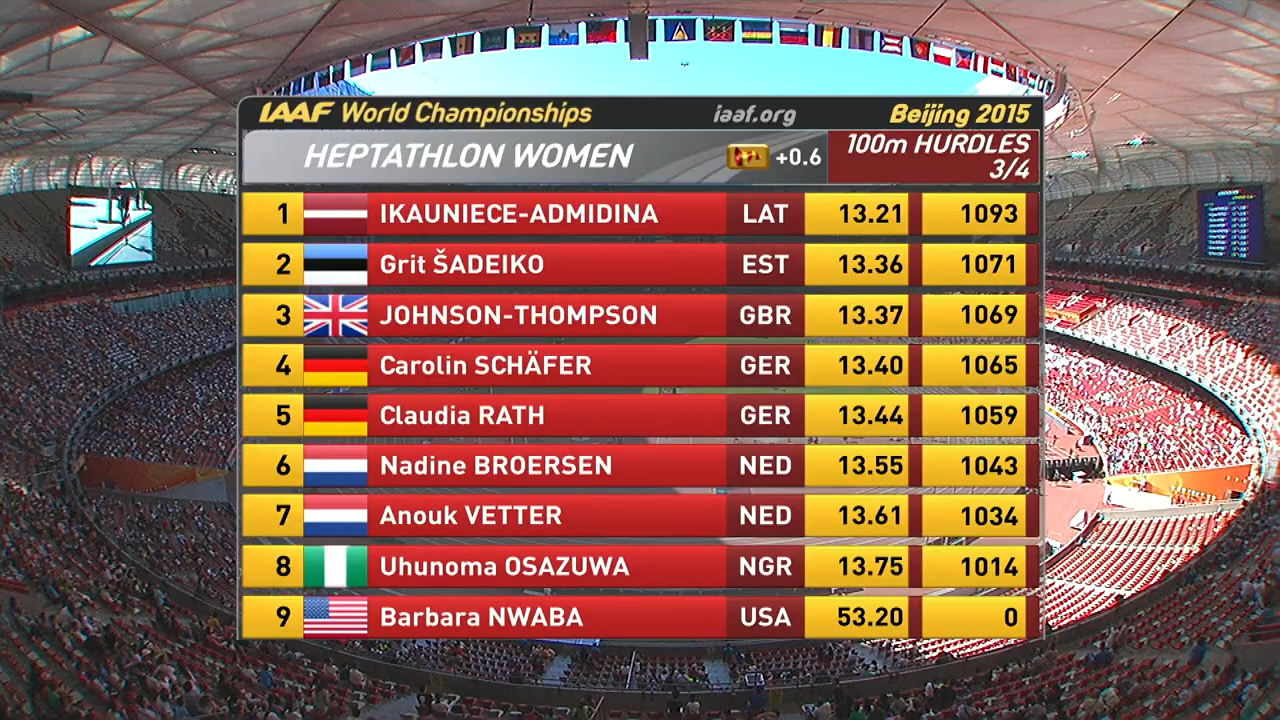 IAAF World Championships iaaf.org Beijing 2015
HEPTATHLON WOMEN +0.6 100m HURDLES
3/4
1 IKAUNIECE-ADMIDINA LAT 13.21 1093
2 Grit ŠADEIKO EST 13.36 1071
3 JOHNSON-THOMPSON GBR 13.37 1069
4 Carolin SCHÄFER GER 13.40 1065
5 Claudia RATH GER 13.44 1059
6 Nadine BROERSEN NED 13.55 1043
7 Anouk VETTER NED 13.61 1034
8 Uhunoma OSAZUWA NGR 13.75 1014
9 Barbara NWABA USA 53.20 0